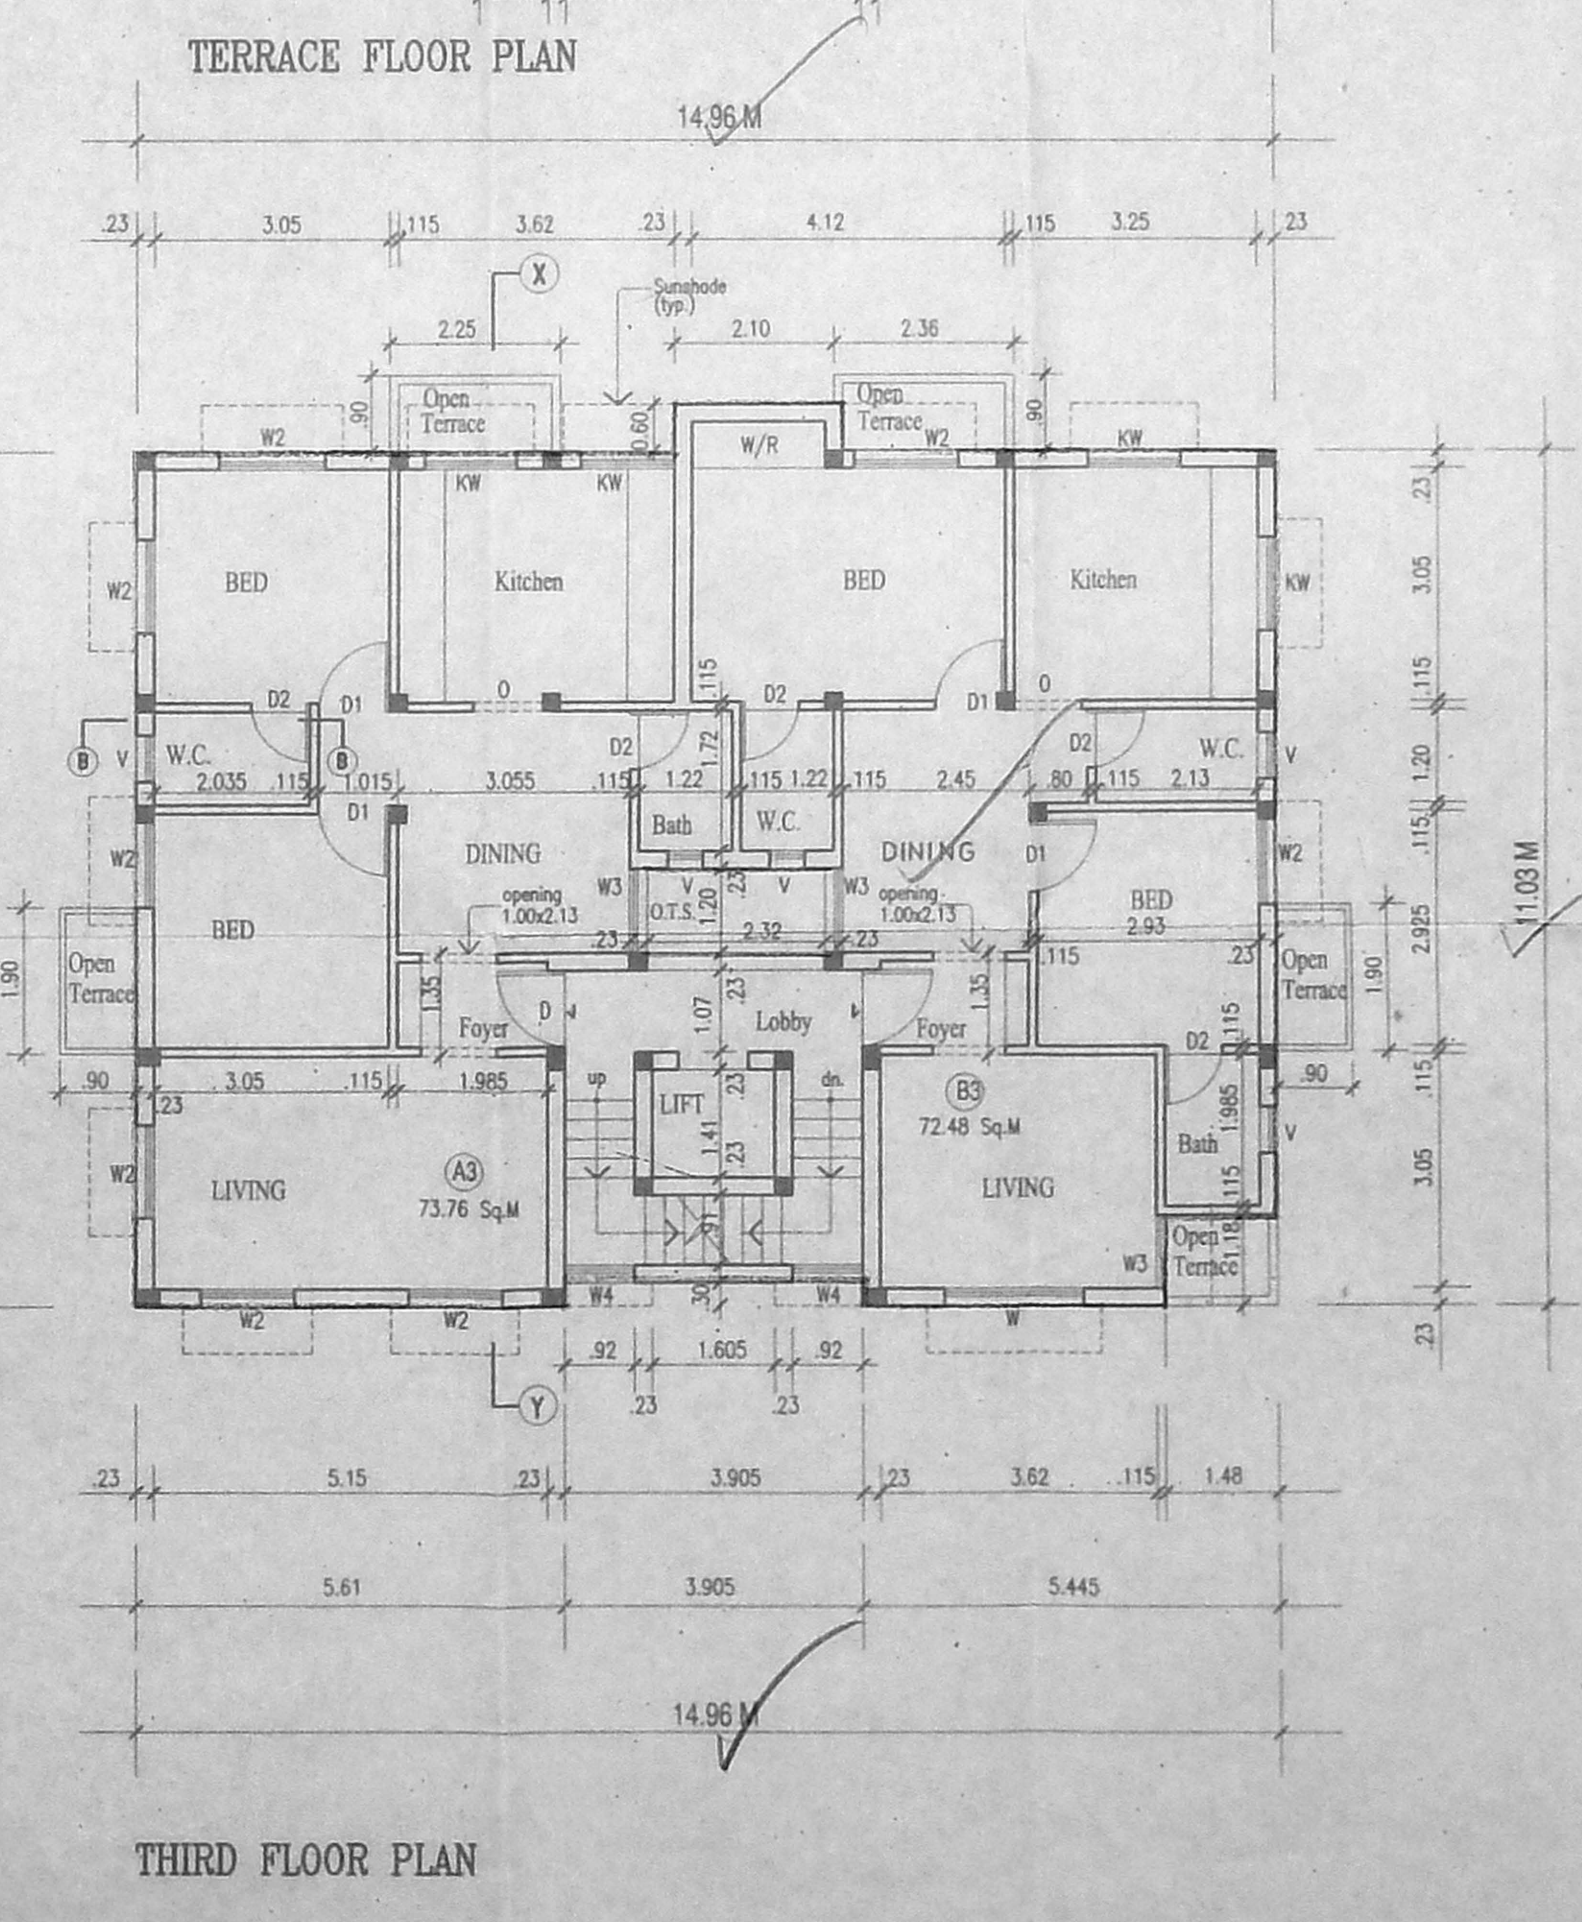 TERRACE FLOOR PLAN
14.96 M
.23 3.05 .115 3.62 .23 4.12 .115 3.25 .23
X
Sunshade
(typ.)
2.25 2.10 2.36
.90 Open
Terrace
0.60
Open
Terrace .90
W2 W/R W2 KW
KW KW
.23
W2 BED Kitchen BED Kitchen KW 3.05
.115
D2 D1 O D2 D1 O .115
B V W.C. B D2 1.72 D2 W.C. V 1.20
2.035 .115 1.015 3.055 .115 1.22 .115 1.22 .115 2.45 .80 .115 2.13
D1 Bath W.C. .115
W2 DINING DINING D1 W2
11.03 M
opening
1.00x2.13
W3 V .23 V W3
opening
1.00x2.13
BED
2.93
BED O.T.S. 1.20 2.32 2.925
.23 .23 .115 .23
1.90 Open
Terrace
Open
Terrace 1.90
1.35 D 1.07 .23 1.35
Foyer Lobby Foyer D2 .115
.90 3.05 .115 1.985 up .23 dn. B3 .90 .115
.23 LIFT 72.48 Sq.M 1.985
W2 A3 1.41 .23 Bath V
LIVING 73.76 Sq.M LIVING .115 3.05
.91 Open
Terrace 1.18
W3
W2 W2 W4 .30 W4 W .23
.92 1.605 .92
.23 .23
Y
.23 5.15 .23 3.905 .23 3.62 .115 1.48
5.61 3.905 5.445
14.96 M
THIRD FLOOR PLAN